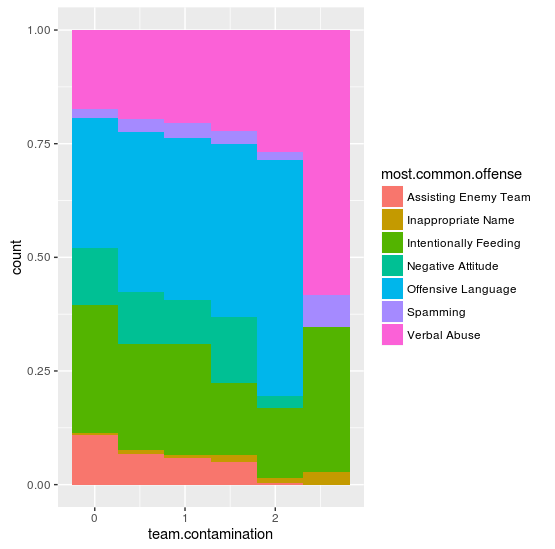 1.00
0.75
0.50
0.25
0.00
count
0
1
2
team.contamination
most.common.offense
Assisting Enemy Team
Inappropriate Name
Intentionally Feeding
Negative Attitude
Offensive Language
Spamming
Verbal Abuse